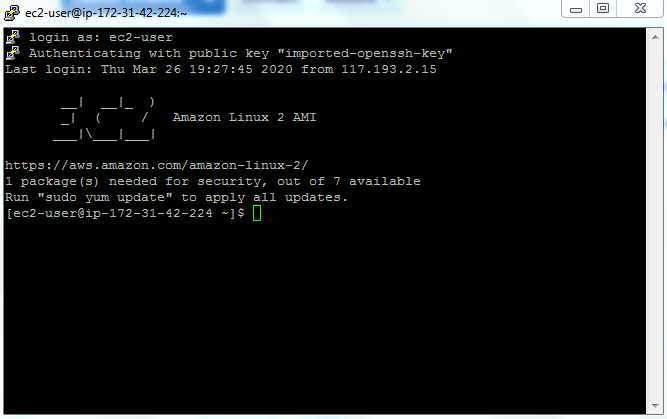 ec2-user@ip-172-31-42-224:~
login as: ec2-user
Authenticating with public key "imported-openssh-key"
Last login: Thu Mar 26 19:27:45 2020 from 117.193.2.15
__|  __|_  )
_|  (     /   Amazon Linux 2 AMI
___|\___|___|
https://aws.amazon.com/amazon-linux-2/
1 package(s) needed for security, out of 7 available
Run "sudo yum update" to apply all updates.
[ec2-user@ip-172-31-42-224 ~]$